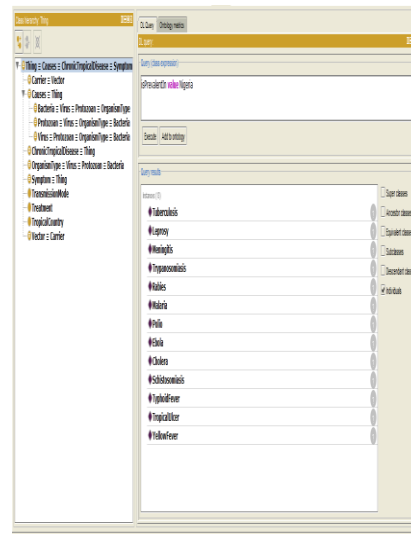 Class hierarchy: Thing
Thing ≡ Causes ≡ ChronicTropicalDisease ≡ Symptom
Carrier ≡ Vector
Causes ≡ Thing
Bacteria ≡ Virus ≡ Protozoan ≡ OrganismType
Protozoan ≡ Virus ≡ OrganismType ≡ Bacteria
Virus ≡ Protozoan ≡ OrganismType ≡ Bacteria
ChronicTropicalDisease ≡ Thing
OrganismType ≡ Virus ≡ Protozoan ≡ Bacteria
Symptom ≡ Thing
TransmissionMode
Treatment
TropicalCountry
Vector ≡ Carrier
DL Query Ontology metrics
DL query:
Query (class expression)
isPrevalentIn value Nigeria
Execute Add to ontology
Query results
Instances (13)
Tuberculosis
Leprosy
Meningitis
Trypanosomiasis
Rabies
Malaria
Polio
Ebola
Cholera
Schistosomiasis
TyphoidFever
TropicalUlcer
YellowFever
Super classes
Ancestor classes
Equivalent classes
Subclasses
Descendant clas
Individuals